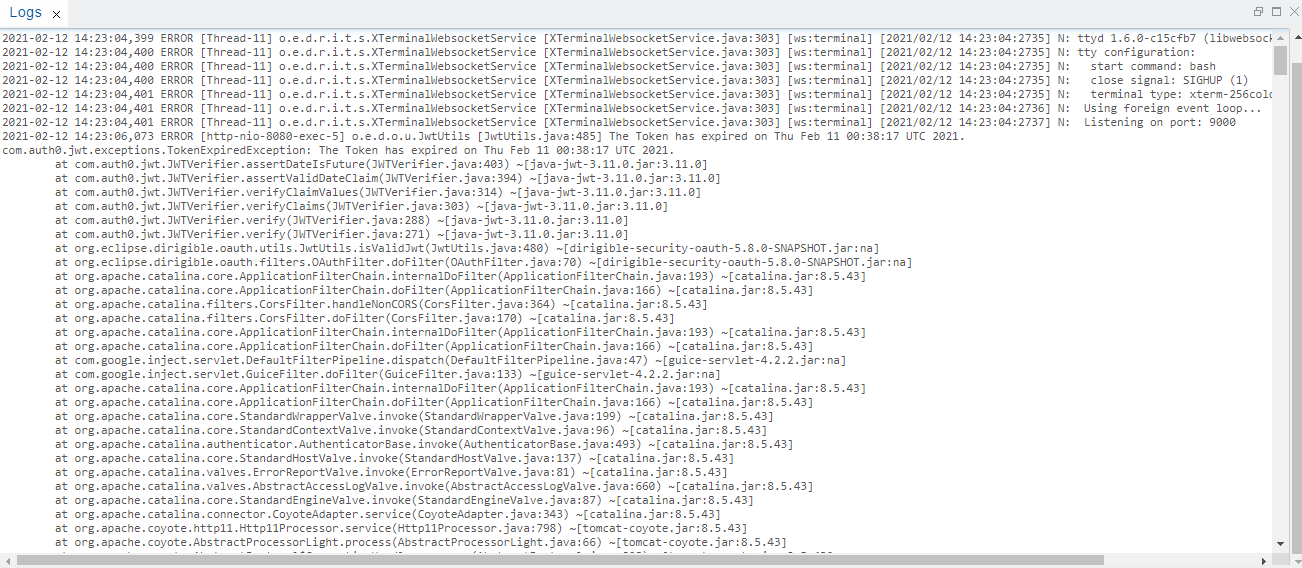 Logs
2021-02-12 14:23:04,399 ERROR [Thread-11] o.e.d.r.i.t.s.XTerminalWebsocketService [XTerminalWebsocketService.java:303] [ws:terminal] [2021/02/12 14:23:04:2735] N: ttyd 1.6.0-c15cfb7 (libwebsock
2021-02-12 14:23:04,400 ERROR [Thread-11] o.e.d.r.i.t.s.XTerminalWebsocketService [XTerminalWebsocketService.java:303] [ws:terminal] [2021/02/12 14:23:04:2735] N: tty configuration:
2021-02-12 14:23:04,400 ERROR [Thread-11] o.e.d.r.i.t.s.XTerminalWebsocketService [XTerminalWebsocketService.java:303] [ws:terminal] [2021/02/12 14:23:04:2735] N:   start command: bash
2021-02-12 14:23:04,400 ERROR [Thread-11] o.e.d.r.i.t.s.XTerminalWebsocketService [XTerminalWebsocketService.java:303] [ws:terminal] [2021/02/12 14:23:04:2735] N:   close signal: SIGHUP (1)
2021-02-12 14:23:04,401 ERROR [Thread-11] o.e.d.r.i.t.s.XTerminalWebsocketService [XTerminalWebsocketService.java:303] [ws:terminal] [2021/02/12 14:23:04:2735] N:   terminal type: xterm-256colo
2021-02-12 14:23:04,401 ERROR [Thread-11] o.e.d.r.i.t.s.XTerminalWebsocketService [XTerminalWebsocketService.java:303] [ws:terminal] [2021/02/12 14:23:04:2736] N:  Using foreign event loop...
2021-02-12 14:23:04,401 ERROR [Thread-11] o.e.d.r.i.t.s.XTerminalWebsocketService [XTerminalWebsocketService.java:303] [ws:terminal] [2021/02/12 14:23:04:2737] N:  Listening on port: 9000
2021-02-12 14:23:06,073 ERROR [http-nio-8080-exec-5] o.e.d.o.u.JwtUtils [JwtUtils.java:485] The Token has expired on Thu Feb 11 00:38:17 UTC 2021.
com.auth0.jwt.exceptions.TokenExpiredException: The Token has expired on Thu Feb 11 00:38:17 UTC 2021.
at com.auth0.jwt.JWTVerifier.assertDateIsFuture(JWTVerifier.java:403) ~[java-jwt-3.11.0.jar:3.11.0]
at com.auth0.jwt.JWTVerifier.assertValidDateClaim(JWTVerifier.java:394) ~[java-jwt-3.11.0.jar:3.11.0]
at com.auth0.jwt.JWTVerifier.verifyClaimValues(JWTVerifier.java:314) ~[java-jwt-3.11.0.jar:3.11.0]
at com.auth0.jwt.JWTVerifier.verifyClaims(JWTVerifier.java:303) ~[java-jwt-3.11.0.jar:3.11.0]
at com.auth0.jwt.JWTVerifier.verify(JWTVerifier.java:288) ~[java-jwt-3.11.0.jar:3.11.0]
at com.auth0.jwt.JWTVerifier.verify(JWTVerifier.java:271) ~[java-jwt-3.11.0.jar:3.11.0]
at org.eclipse.dirigible.oauth.utils.JwtUtils.isValidJwt(JwtUtils.java:480) ~[dirigible-security-oauth-5.8.0-SNAPSHOT.jar:na]
at org.eclipse.dirigible.oauth.filters.OAuthFilter.doFilter(OAuthFilter.java:70) ~[dirigible-security-oauth-5.8.0-SNAPSHOT.jar:na]
at org.apache.catalina.core.ApplicationFilterChain.internalDoFilter(ApplicationFilterChain.java:193) ~[catalina.jar:8.5.43]
at org.apache.catalina.core.ApplicationFilterChain.doFilter(ApplicationFilterChain.java:166) ~[catalina.jar:8.5.43]
at org.apache.catalina.filters.CorsFilter.handleNonCORS(CorsFilter.java:364) ~[catalina.jar:8.5.43]
at org.apache.catalina.filters.CorsFilter.doFilter(CorsFilter.java:170) ~[catalina.jar:8.5.43]
at org.apache.catalina.core.ApplicationFilterChain.internalDoFilter(ApplicationFilterChain.java:193) ~[catalina.jar:8.5.43]
at org.apache.catalina.core.ApplicationFilterChain.doFilter(ApplicationFilterChain.java:166) ~[catalina.jar:8.5.43]
at com.google.inject.servlet.DefaultFilterPipeline.dispatch(DefaultFilterPipeline.java:47) ~[guice-servlet-4.2.2.jar:na]
at com.google.inject.servlet.GuiceFilter.doFilter(GuiceFilter.java:133) ~[guice-servlet-4.2.2.jar:na]
at org.apache.catalina.core.ApplicationFilterChain.internalDoFilter(ApplicationFilterChain.java:193) ~[catalina.jar:8.5.43]
at org.apache.catalina.core.ApplicationFilterChain.doFilter(ApplicationFilterChain.java:166) ~[catalina.jar:8.5.43]
at org.apache.catalina.core.StandardWrapperValve.invoke(StandardWrapperValve.java:199) ~[catalina.jar:8.5.43]
at org.apache.catalina.core.StandardContextValve.invoke(StandardContextValve.java:96) ~[catalina.jar:8.5.43]
at org.apache.catalina.authenticator.AuthenticatorBase.invoke(AuthenticatorBase.java:493) ~[catalina.jar:8.5.43]
at org.apache.catalina.core.StandardHostValve.invoke(StandardHostValve.java:137) ~[catalina.jar:8.5.43]
at org.apache.catalina.valves.ErrorReportValve.invoke(ErrorReportValve.java:81) ~[catalina.jar:8.5.43]
at org.apache.catalina.valves.AbstractAccessLogValve.invoke(AbstractAccessLogValve.java:660) ~[catalina.jar:8.5.43]
at org.apache.catalina.core.StandardEngineValve.invoke(StandardEngineValve.java:87) ~[catalina.jar:8.5.43]
at org.apache.catalina.connector.CoyoteAdapter.service(CoyoteAdapter.java:343) ~[catalina.jar:8.5.43]
at org.apache.coyote.http11.Http11Processor.service(Http11Processor.java:798) ~[tomcat-coyote.jar:8.5.43]
at org.apache.coyote.AbstractProcessorLight.process(AbstractProcessorLight.java:66) ~[tomcat-coyote.jar:8.5.43]